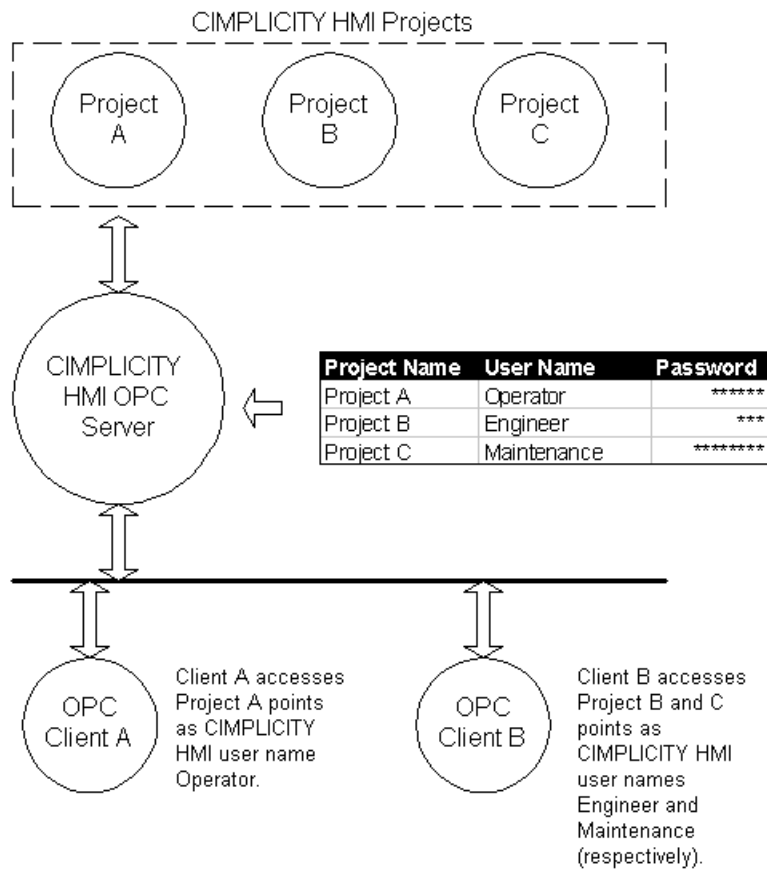 CIMPLICITY HMI Projects
Project
A
Project
B
Project
C
CIMPLICITY
HMI OPC
Server
Project Name User Name Password
Project A Operator ******
Project B Engineer ***
Project C Maintenance ********
OPC
Client A
Client A accesses
Project A points
as CIMPLICITY
HMI user name
Operator.
OPC
Client B
Client B accesses
Project B and C
points as
CIMPLICITY HMI
user names
Engineer and
Maintenance
(respectively).